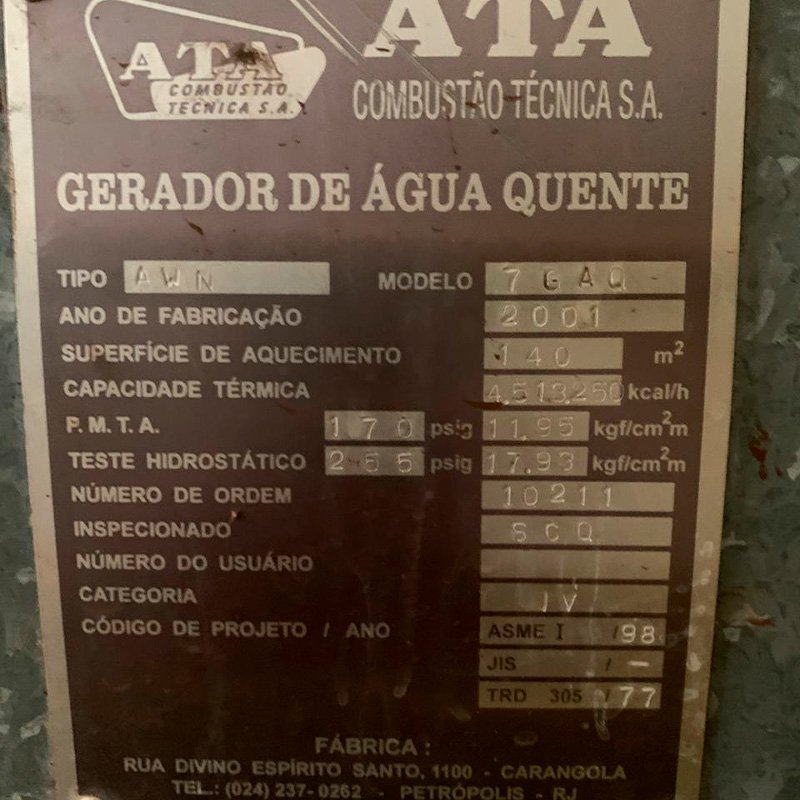 ATA
COMBUSTÃO
TÉCNICA S.A.
ATA
COMBUSTÃO TÉCNICA S.A.
GERADOR DE ÁGUA QUENTE
TIPO AWN MODELO 7 GAQ -
ANO DE FABRICAÇÃO 2001
SUPERFÍCIE DE AQUECIMENTO 140 m²
CAPACIDADE TÉRMICA 4.513.250 kcal/h
P. M. T. A. 170 psig 11,95 kgf/cm²m
TESTE HIDROSTÁTICO 255 psig 17,93 kgf/cm²m
NÚMERO DE ORDEM 10211
INSPECIONADO SCQ
NÚMERO DO USUÁRIO
CATEGORIA IV
CÓDIGO DE PROJETO / ANO ASME I /98
JIS / -
TRD 305 / 77
FÁBRICA :
RUA DIVINO ESPÍRITO SANTO, 1100 - CARANGOLA
TEL.: (024) 237-0262 - PETRÓPOLIS - RJ